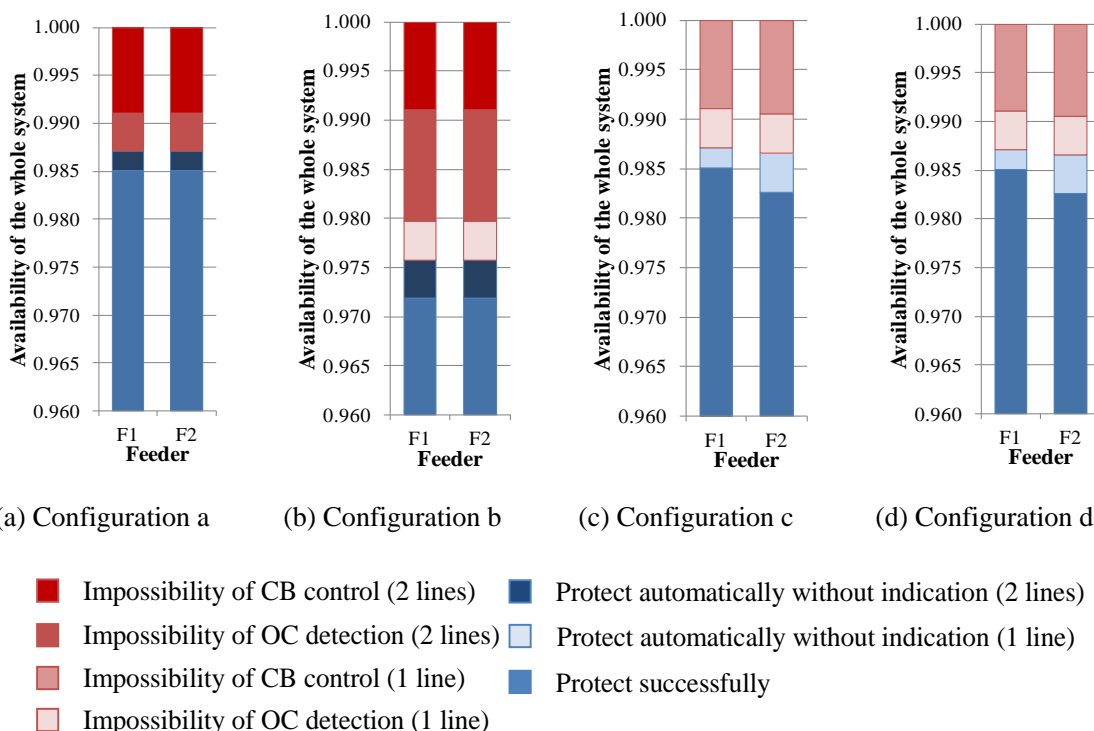 Availability of the whole system
1.000
0.995
0.990
0.985
0.980
0.975
0.970
0.965
0.960
F1 F2
Feeder
Availability of the whole system
1.000
0.995
0.990
0.985
0.980
0.975
0.970
0.965
0.960
F1 F2
Feeder
Availability of the whole system
1.000
0.995
0.990
0.985
0.980
0.975
0.970
0.965
0.960
F1 F2
Feeder
Availability of the whole system
1.000
0.995
0.990
0.985
0.980
0.975
0.970
0.965
0.960
F1 F2
Feeder
(a) Configuration a
(b) Configuration b
(c) Configuration c
(d) Configuration d
Impossibility of CB control (2 lines)
Impossibility of OC detection (2 lines)
Impossibility of CB control (1 line)
Impossibility of OC detection (1 line)
Protect automatically without indication (2 lines)
Protect automatically without indication (1 line)
Protect successfully